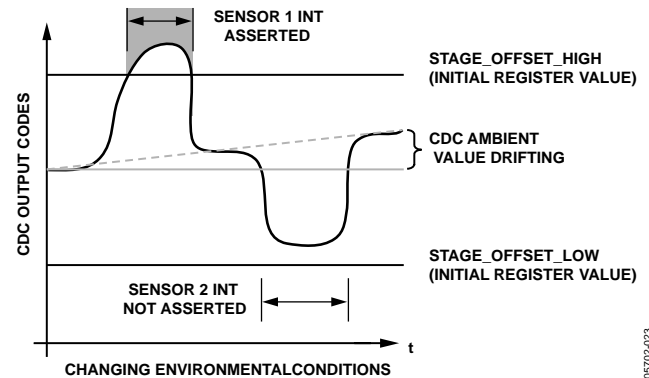 SENSOR 1 INT
ASSERTED
STAGE_OFFSET_HIGH
(INITIAL REGISTER VALUE)
CDC OUTPUT CODES
CDC AMBIENT
VALUE DRIFTING
STAGE_OFFSET_LOW
(INITIAL REGISTER VALUE)
SENSOR 2 INT
NOT ASSERTED
t
CHANGING ENVIRONMENTALCONDITIONS
05702-023